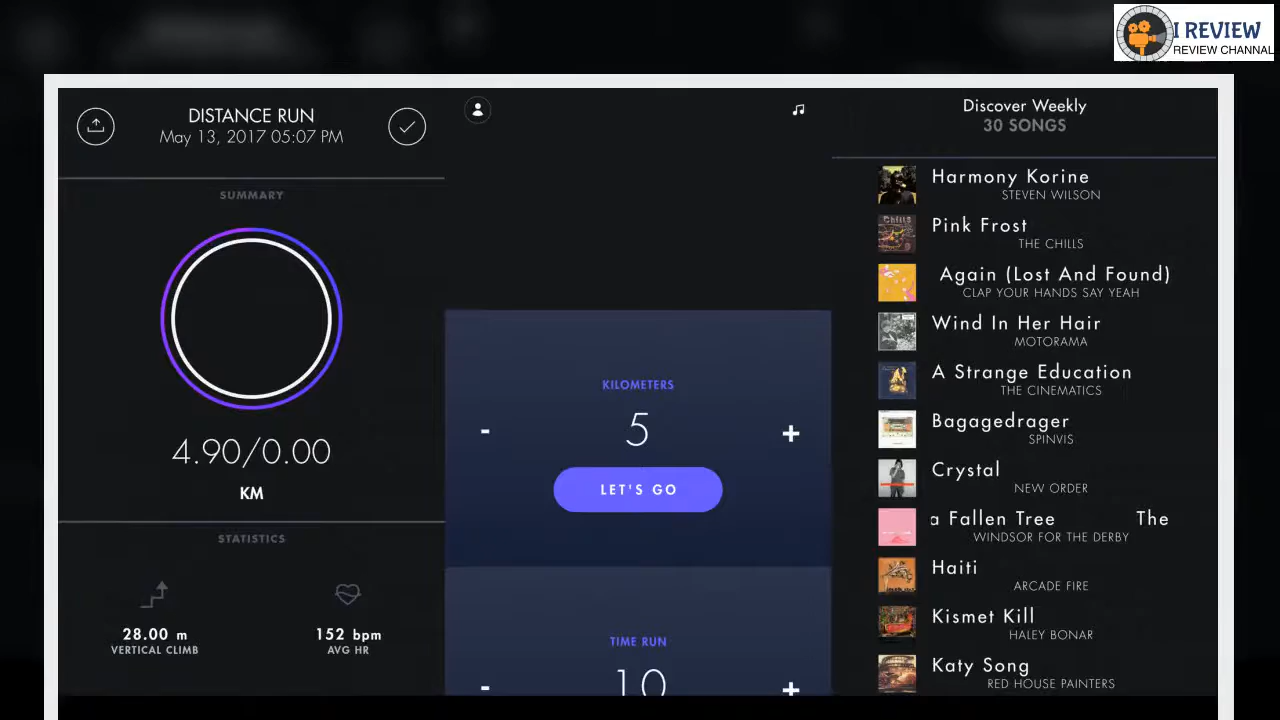 I REVIEW
REVIEW CHANNAL
DISTANCE RUN
May 13, 2017 05:07 PM
SUMMARY
4.90/0.00
KM
STATISTICS
28.00 m
VERTICAL CLIMB
152 bpm
AVG HR
KILOMETERS
- 5 +
LET'S GO
TIME RUN
- 10 +
Discover Weekly
30 SONGS
Harmony Korine
STEVEN WILSON
Pink Frost
THE CHILLS
Again (Lost And Found)
CLAP YOUR HANDS SAY YEAH
Wind In Her Hair
MOTORAMA
A Strange Education
THE CINEMATICS
Bagagedrager
SPINVIS
Crystal
NEW ORDER
a Fallen Tree The
WINDSOR FOR THE DERBY
Haiti
ARCADE FIRE
Kismet Kill
HALEY BONAR
Katy Song
RED HOUSE PAINTERS